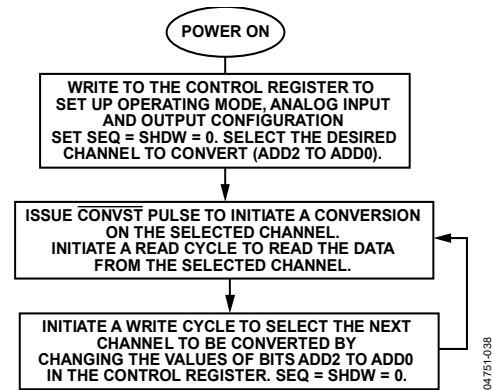 POWER ON
WRITE TO THE CONTROL REGISTER TO
SET UP OPERATING MODE, ANALOG INPUT
AND OUTPUT CONFIGURATION
SET SEQ = SHDW = 0. SELECT THE DESIRED
CHANNEL TO CONVERT (ADD2 TO ADD0).
ISSUE CONVST PULSE TO INITIATE A CONVERSION
ON THE SELECTED CHANNEL.
INITIATE A READ CYCLE TO READ THE DATA
FROM THE SELECTED CHANNEL.
INITIATE A WRITE CYCLE TO SELECT THE NEXT
CHANNEL TO BE CONVERTED BY
CHANGING THE VALUES OF BITS ADD2 TO ADD0
IN THE CONTROL REGISTER. SEQ = SHDW = 0.
04751-038